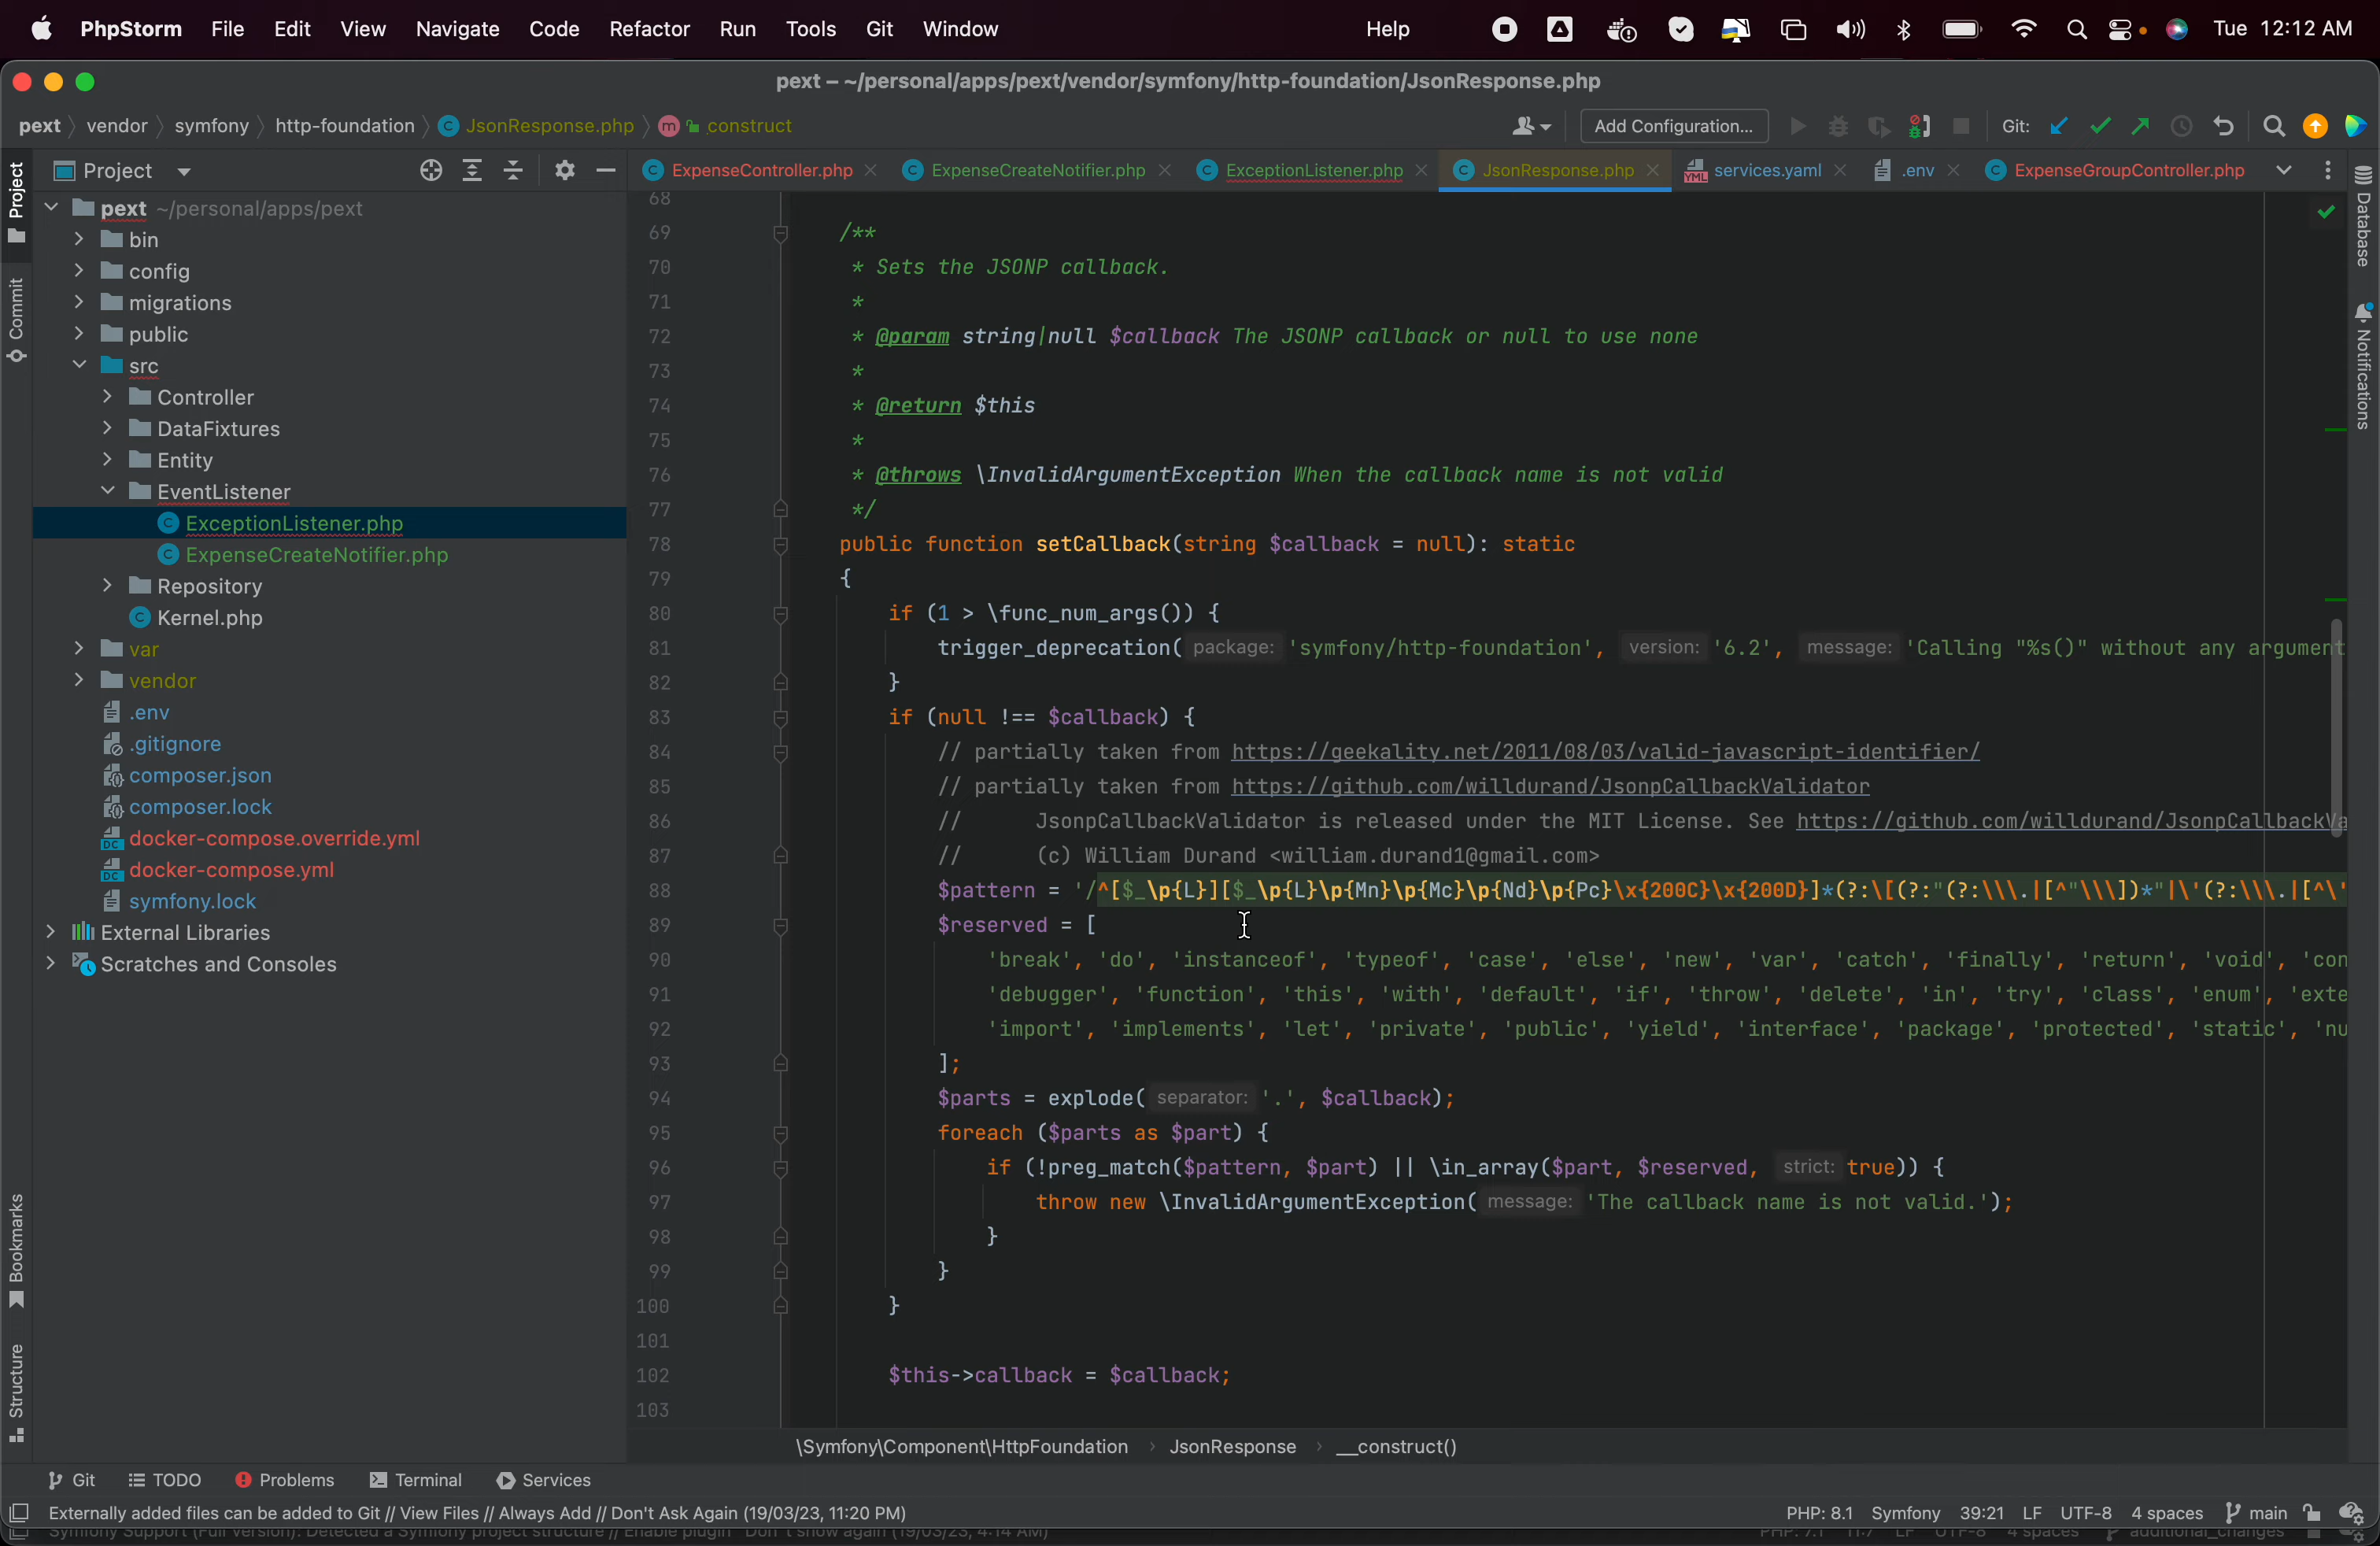 PhpStorm File Edit View Navigate Code Refactor Run Tools Git Window Help Tue 12:12 AM
pext – ~/personal/apps/pext/vendor/symfony/http-foundation/JsonResponse.php
pext vendor symfony http-foundation JsonResponse.php construct Add Configuration... Git:
Project
ExpenseController.php ExpenseCreateNotifier.php ExceptionListener.php JsonResponse.php services.yaml .env ExpenseGroupController.php
Project
Commit
Bookmarks
Structure
Database
Notifications
pext ~/personal/apps/pext
bin
config
migrations
public
src
Controller
DataFixtures
Entity
EventListener
ExceptionListener.php
ExpenseCreateNotifier.php
Repository
Kernel.php
var
vendor
.env
.gitignore
composer.json
composer.lock
docker-compose.override.yml
docker-compose.yml
symfony.lock
External Libraries
Scratches and Consoles
68
69 /**
70 * Sets the JSONP callback.
71 *
72 * @param string|null $callback The JSONP callback or null to use none
73 *
74 * @return $this
75 *
76 * @throws \InvalidArgumentException When the callback name is not valid
77 */
78 public function setCallback(string $callback = null): static
79 {
80 if (1 > \func_num_args()) {
81 trigger_deprecation( package: 'symfony/http-foundation', version: '6.2', message: 'Calling "%s()" without any argument
82 }
83 if (null !== $callback) {
84 // partially taken from https://geekality.net/2011/08/03/valid-javascript-identifier/
85 // partially taken from https://github.com/willdurand/JsonpCallbackValidator
86 // JsonpCallbackValidator is released under the MIT License. See https://github.com/willdurand/JsonpCallbackVa
87 // (c) William Durand <william.durand1@gmail.com>
88 $pattern = '/^[$_\p{L}][$_\p{L}\p{Mn}\p{Mc}\p{Nd}\p{Pc}\x{200C}\x{200D}]*(?:\[(?:"(?:\\\.|[^"\\\])*"|\'(?:\\\.|[^\'
89 $reserved = [
90 'break', 'do', 'instanceof', 'typeof', 'case', 'else', 'new', 'var', 'catch', 'finally', 'return', 'void', 'con
91 'debugger', 'function', 'this', 'with', 'default', 'if', 'throw', 'delete', 'in', 'try', 'class', 'enum', 'exte
92 'import', 'implements', 'let', 'private', 'public', 'yield', 'interface', 'package', 'protected', 'static', 'nu
93 ];
94 $parts = explode( separator: '.', $callback);
95 foreach ($parts as $part) {
96 if (!preg_match($pattern, $part) || \in_array($part, $reserved, strict: true)) {
97 throw new \InvalidArgumentException( message: 'The callback name is not valid.');
98 }
99 }
100 }
101
102 $this->callback = $callback;
103
\Symfony\Component\HttpFoundation JsonResponse __construct()
Git TODO Problems Terminal Services
Externally added files can be added to Git // View Files // Always Add // Don't Ask Again (19/03/23, 11:20 PM) PHP: 8.1 Symfony 39:21 LF UTF-8 4 spaces main